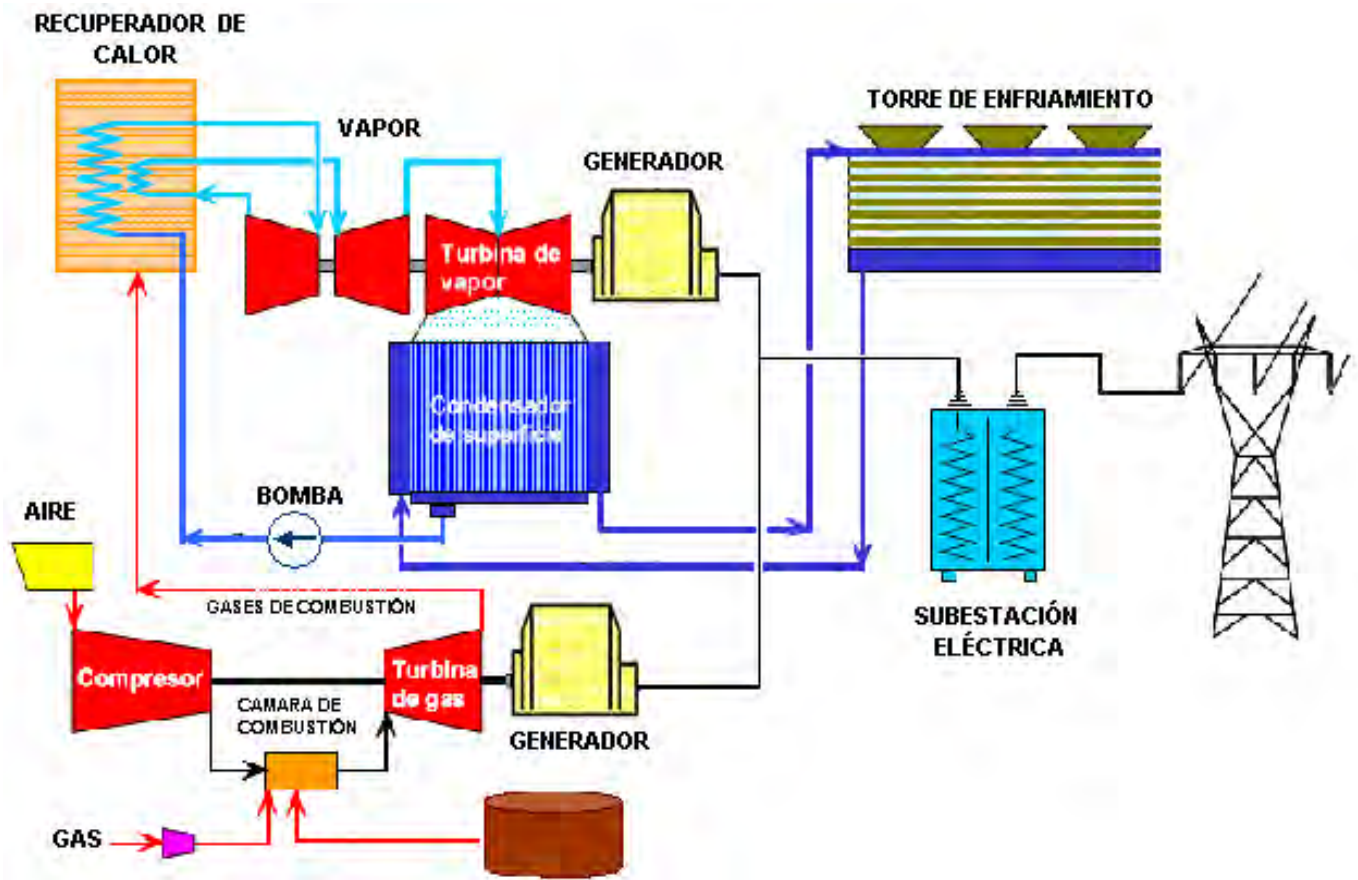 RECUPERADOR DE
CALOR
VAPOR
GENERADOR
TORRE DE ENFRIAMIENTO
Turbina de
vapor
Condensador
de superficie
BOMBA
AIRE
GASES DE COMBUSTIÓN
SUBESTACIÓN
ELÉCTRICA
Compresor
Turbina
de gas
CAMARA DE
COMBUSTIÓN
GENERADOR
GAS